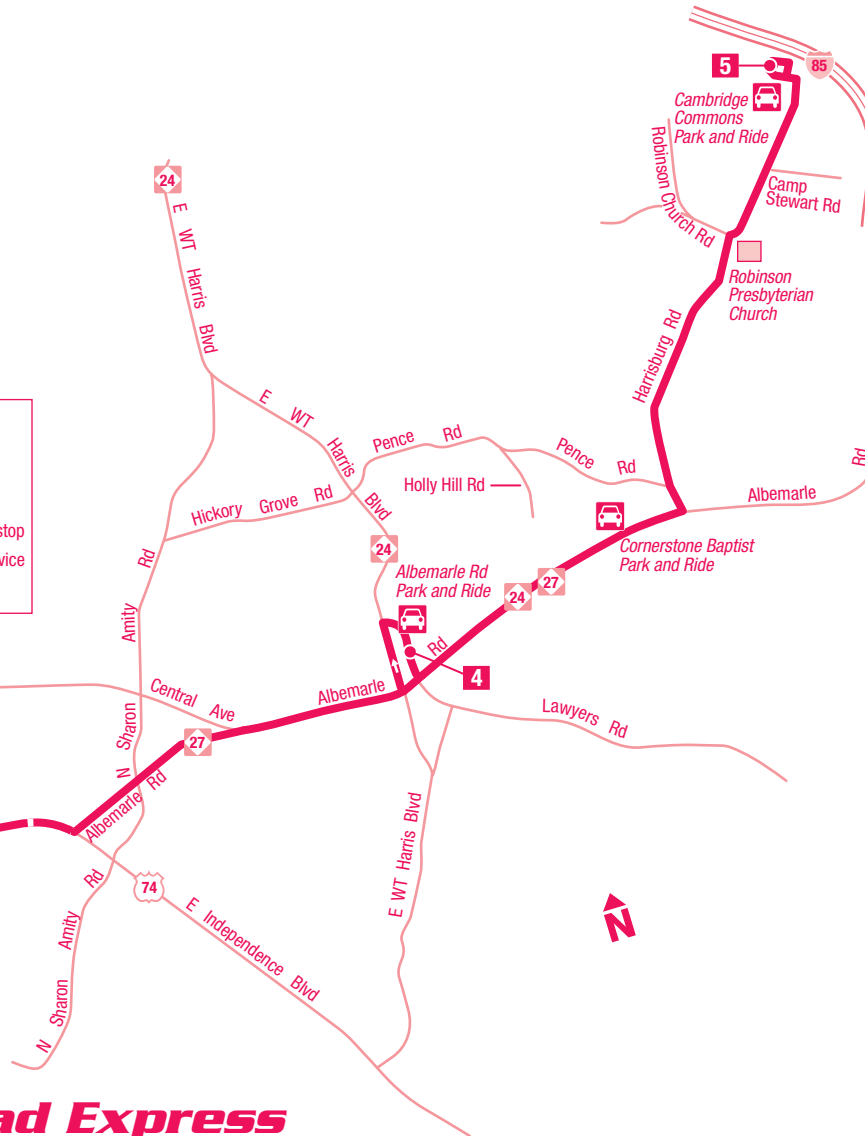 5
85
Cambridge
Commons
Park and Ride
Robinson Church Rd
Camp
Stewart Rd
24
E WT Harris Blvd
Robinson
Presbyterian
Church
Harrisburg Rd
E WT Harris Blvd
Pence Rd
Pence Rd
Rd
Holly Hill Rd
Albemarle
Hickory Grove Rd
stop
vice
24
Cornerstone Baptist
Park and Ride
Albemarle Rd
Park and Ride
27
24
4
Albemarle Rd
N Sharon Amity Rd
Central Ave
Lawyers Rd
27
Albemarle Rd
E WT Harris Blvd
74
E Independence Blvd
N Sharon Amity Rd
N
ad Express